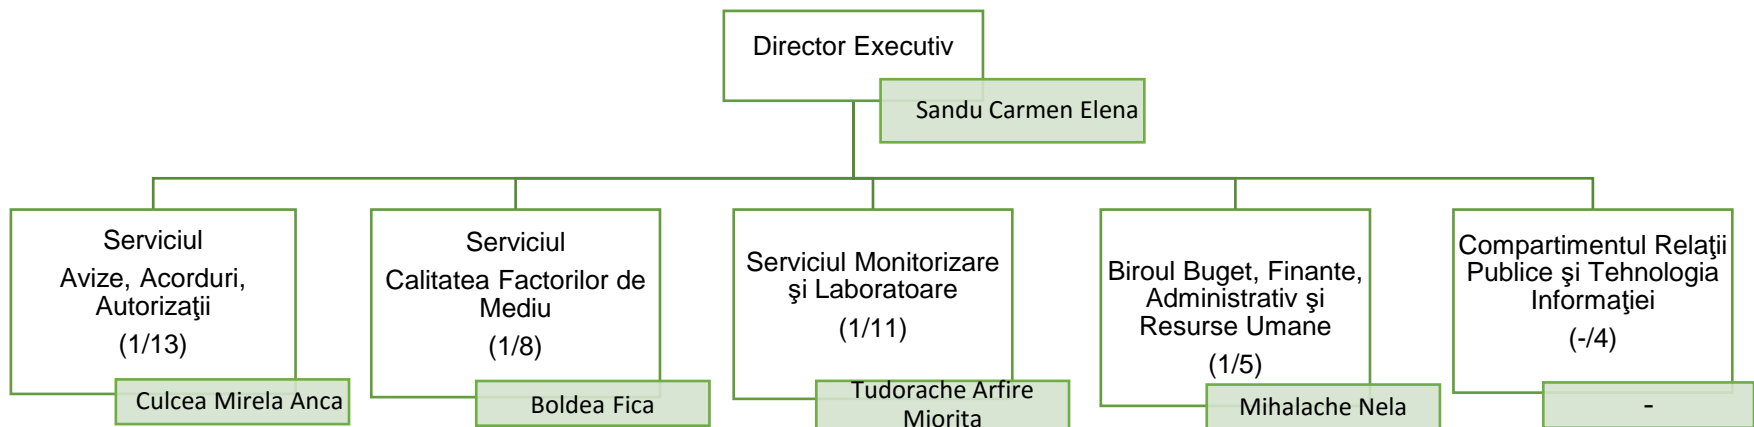 Director Executiv
Sandu Carmen Elena
Serviciul
Avize, Acorduri,
Autorizaţii
(1/13)
Culcea Mirela Anca
Serviciul
Calitatea Factorilor de
Mediu
(1/8)
Boldea Fica
Serviciul Monitorizare
şi Laboratoare
(1/11)
Tudorache Arfire
Miorita
Biroul Buget, Finante,
Administrativ şi
Resurse Umane
(1/5)
Mihalache Nela
Compartimentul Relaţii
Publice şi Tehnologia
Informaţiei
(-/4)
-